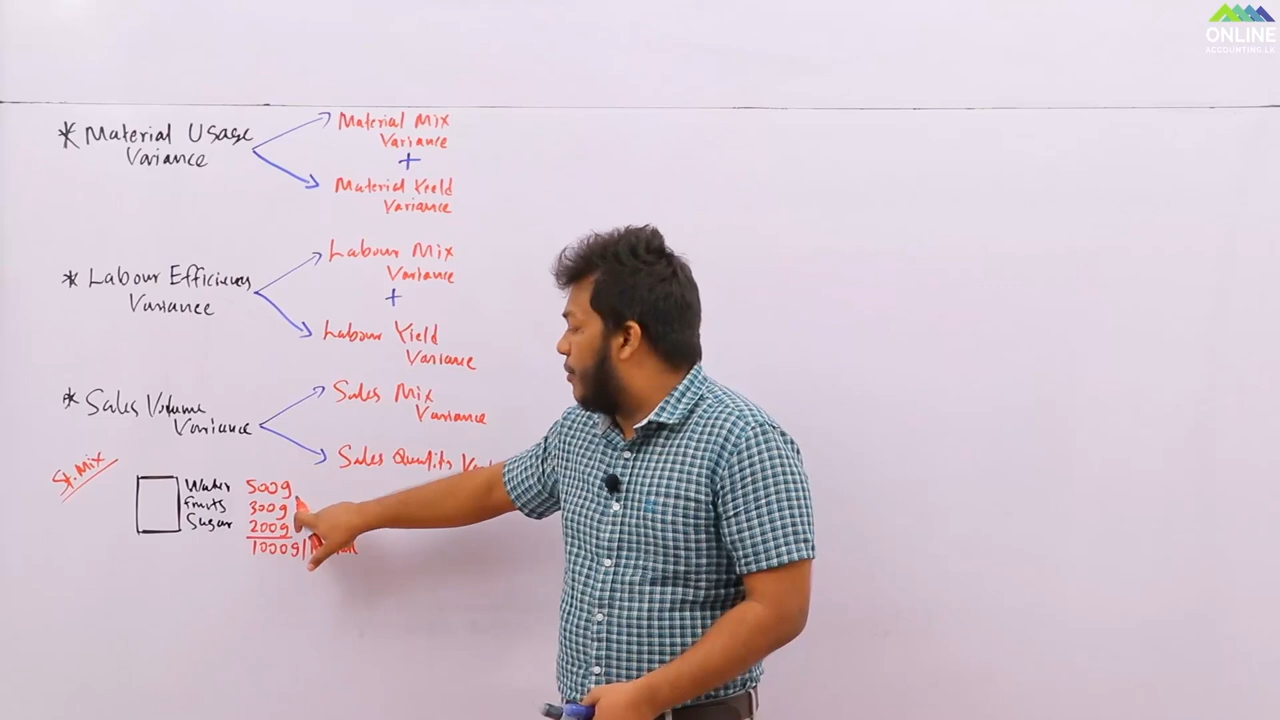 ONLINE
ACCOUNTING.LK
* Material Usage
Variance
Material Mix
Variance
+
Material Yield
Variance
* Labour Efficiency
Variance
Labour Mix
Variance
+
Labour Yield
Variance
* Sales Volume
Variance
Sales Mix
Variance
Sales Quantity
St. Mix
Water 500g
Fruits 300g
Sugar 200g
1000g/